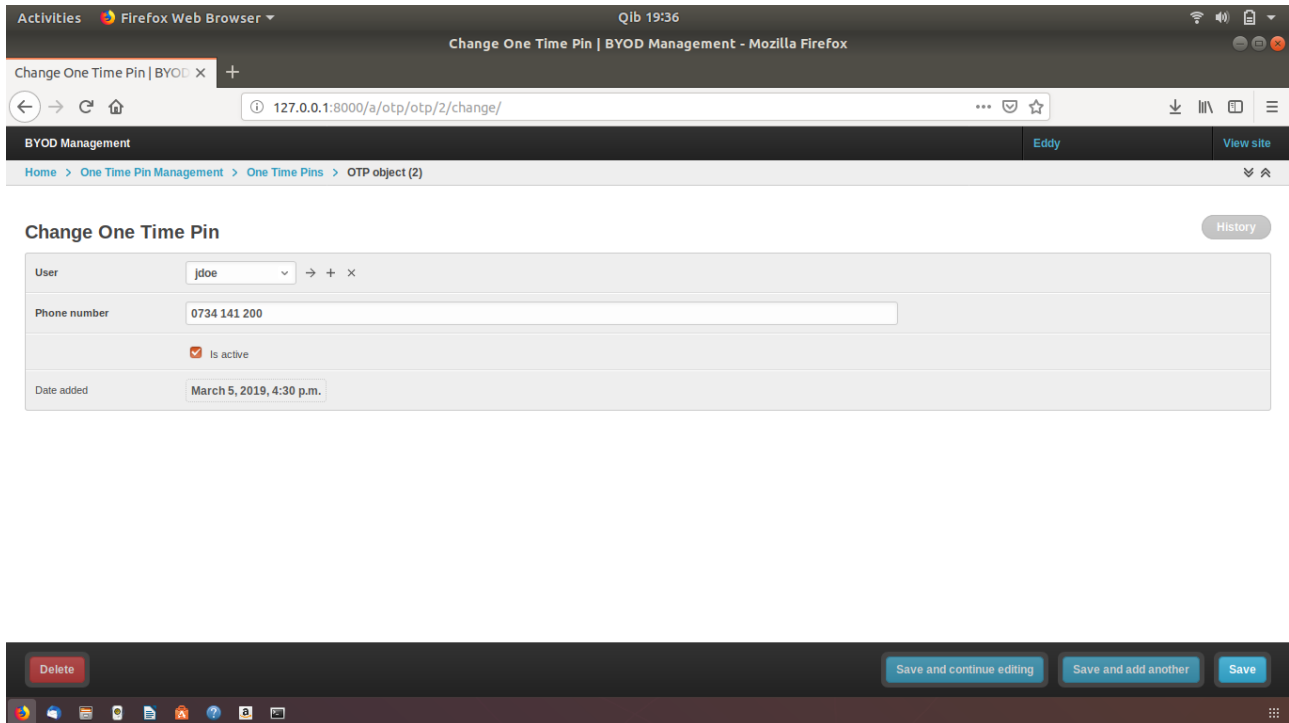 Activities Firefox Web Browser Qib 19:36
Change One Time Pin | BYOD Management - Mozilla Firefox
Change One Time Pin | BYOD
127.0.0.1:8000/a/otp/otp/2/change/
BYOD Management Eddy View site
Home > One Time Pin Management > One Time Pins > OTP object (2)
Change One Time Pin History
User jdoe
Phone number 0734 141 200
Is active
Date added March 5, 2019, 4:30 p.m.
Delete Save and continue editing Save and add another Save